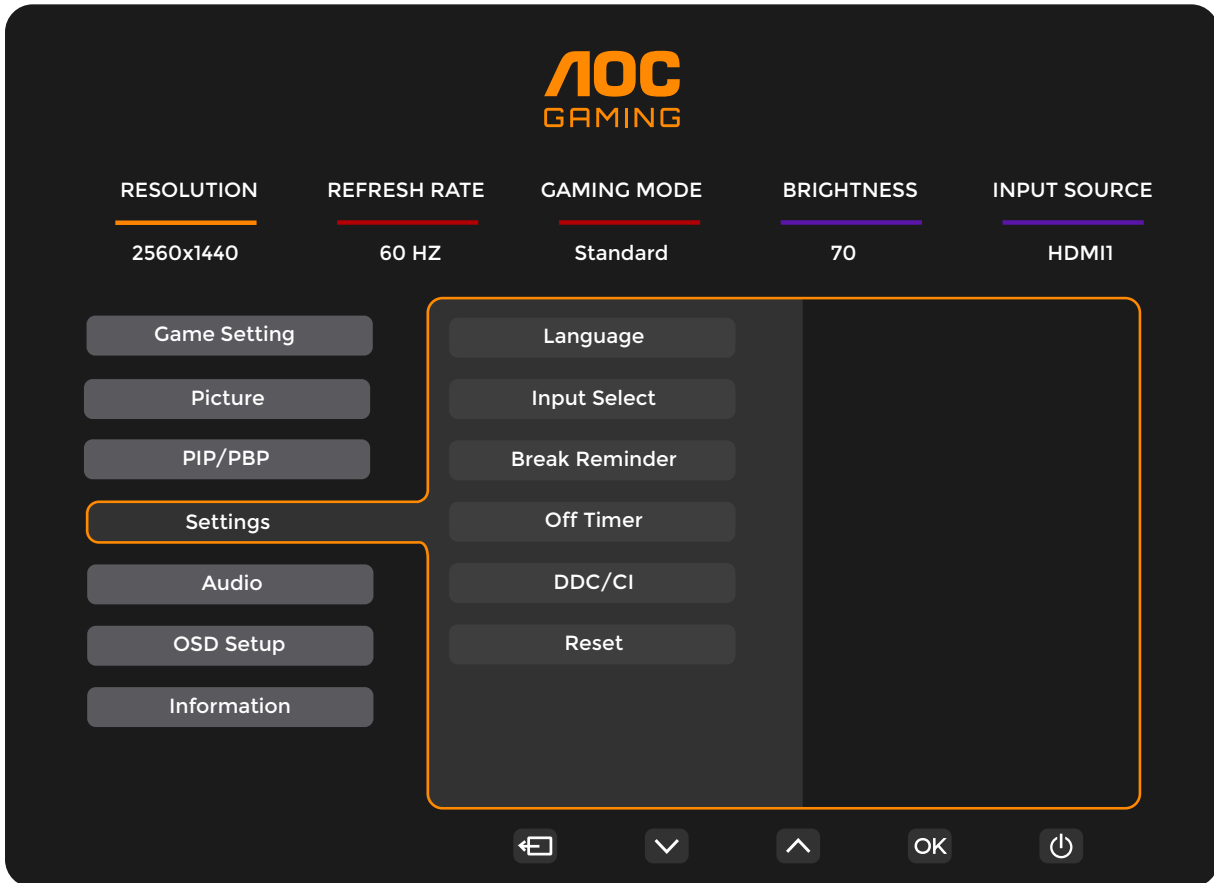 AOC
GAMING
RESOLUTION REFRESH RATE GAMING MODE BRIGHTNESS INPUT SOURCE
2560x1440 60 HZ Standard 70 HDMI1
Game Setting Language
Picture Input Select
PIP/PBP Break Reminder
Settings Off Timer
Audio DDC/CI
OSD Setup Reset
Information
OK